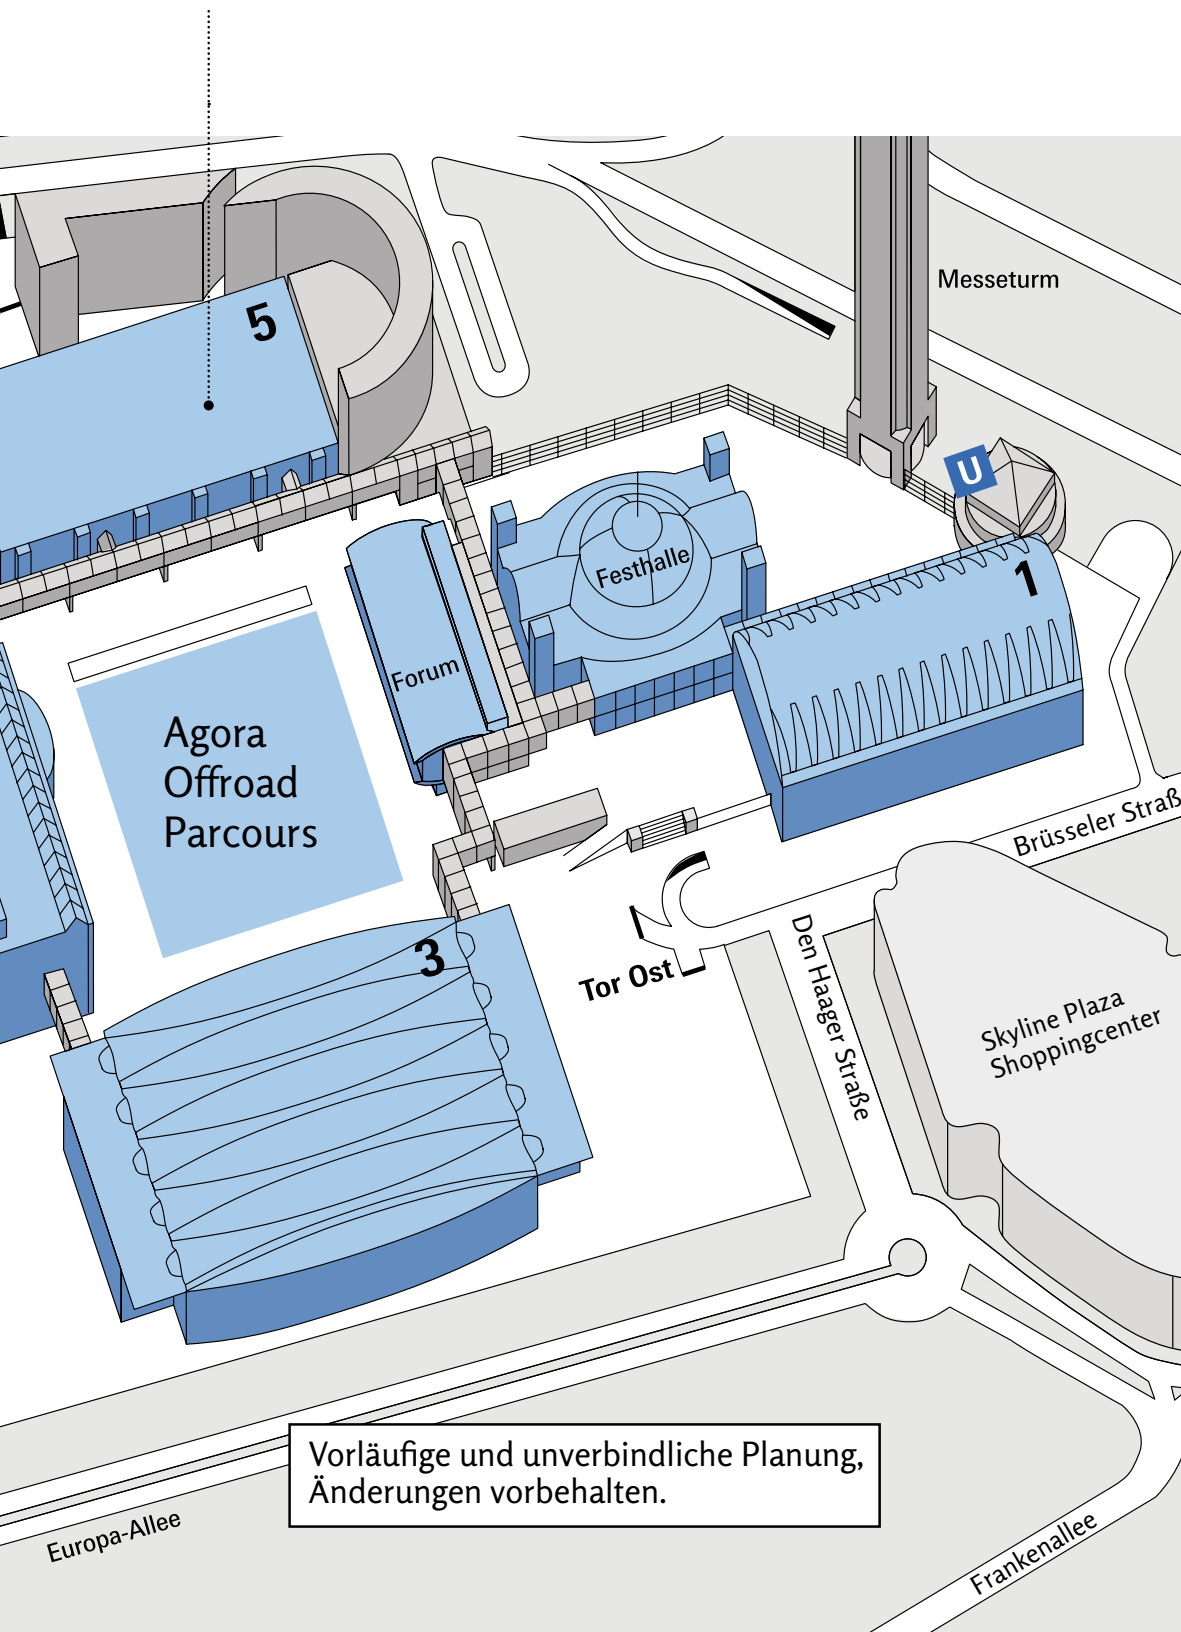 Messeturm
5
U
Festhalle
1
Forum
Agora
Offroad
Parcours
Brüsseler Straß
3
Tor Ost
Den Haager Straße
Skyline Plaza
Shoppingcenter
Vorläufige und unverbindliche Planung,
Änderungen vorbehalten.
Europa-Allee
Frankenallee